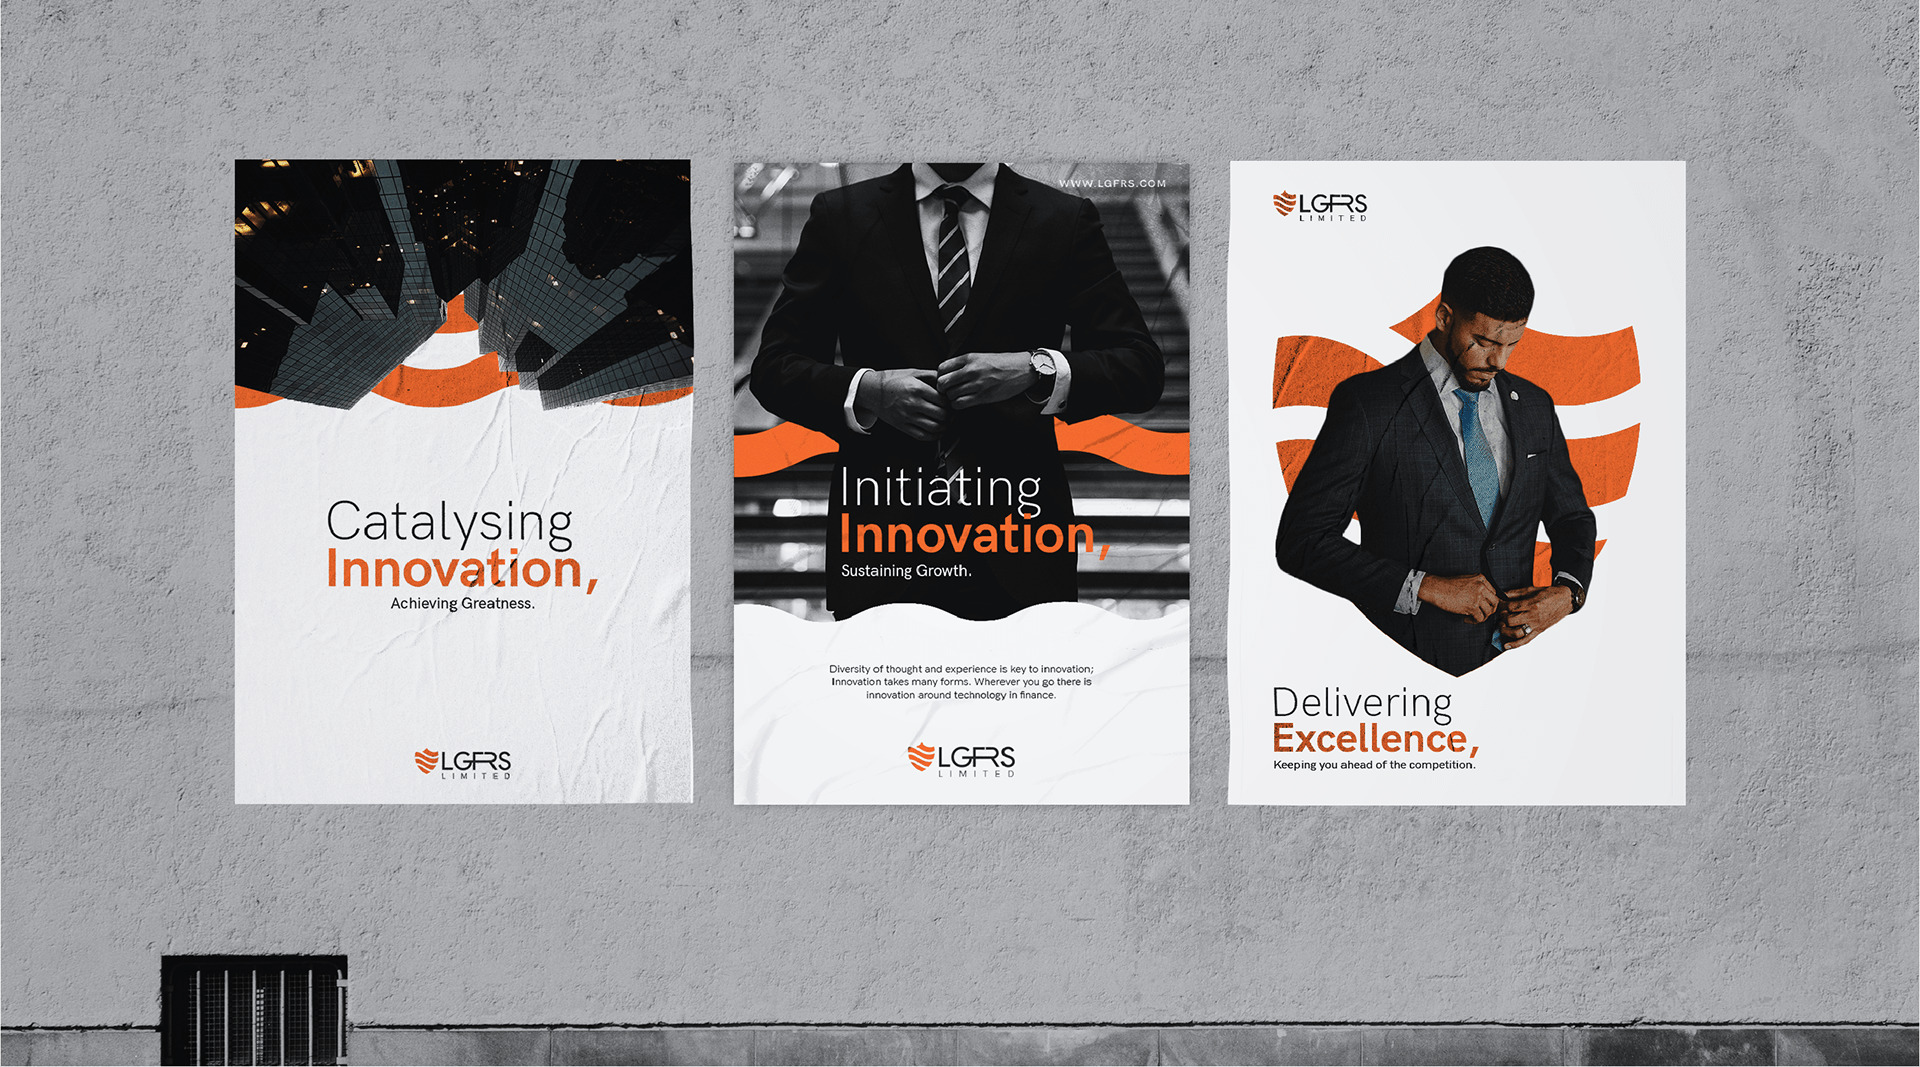 Catalysing
Innovation,
Achieving Greatness.
LGFRS
LIMITED
WWW.LGFRS.COM
Initiating
Innovation,
Sustaining Growth.
Diversity of thought and experience is key to innovation;
Innovation takes many forms. Wherever you go there is
innovation around technology in finance.
LGFRS
LIMITED
LGFRS
LIMITED
Delivering
Excellence,
Keeping you ahead of the competition.